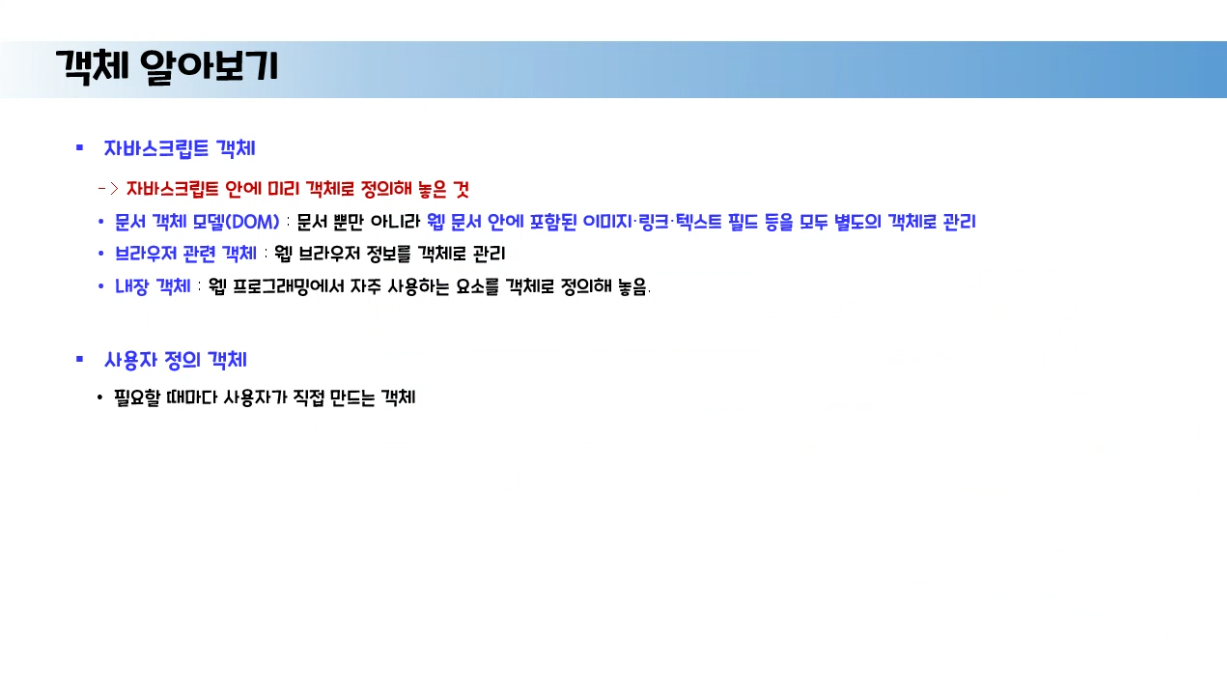 객체 알아보기
▪ 자바스크립트 객체
-> 자바스크립트 안에 미리 객체로 정의해 놓은 것
• 문서 객체 모델(DOM) : 문서 뿐만 아니라 웹 문서 안에 포함된 이미지·링크·텍스트 필드 등을 모두 별도의 객체로 관리
• 브라우저 관련 객체 : 웹 브라우저 정보를 객체로 관리
• 내장 객체 : 웹 프로그래밍에서 자주 사용하는 요소를 객체로 정의해 놓음.
▪ 사용자 정의 객체
• 필요할 때마다 사용자가 직접 만드는 객체